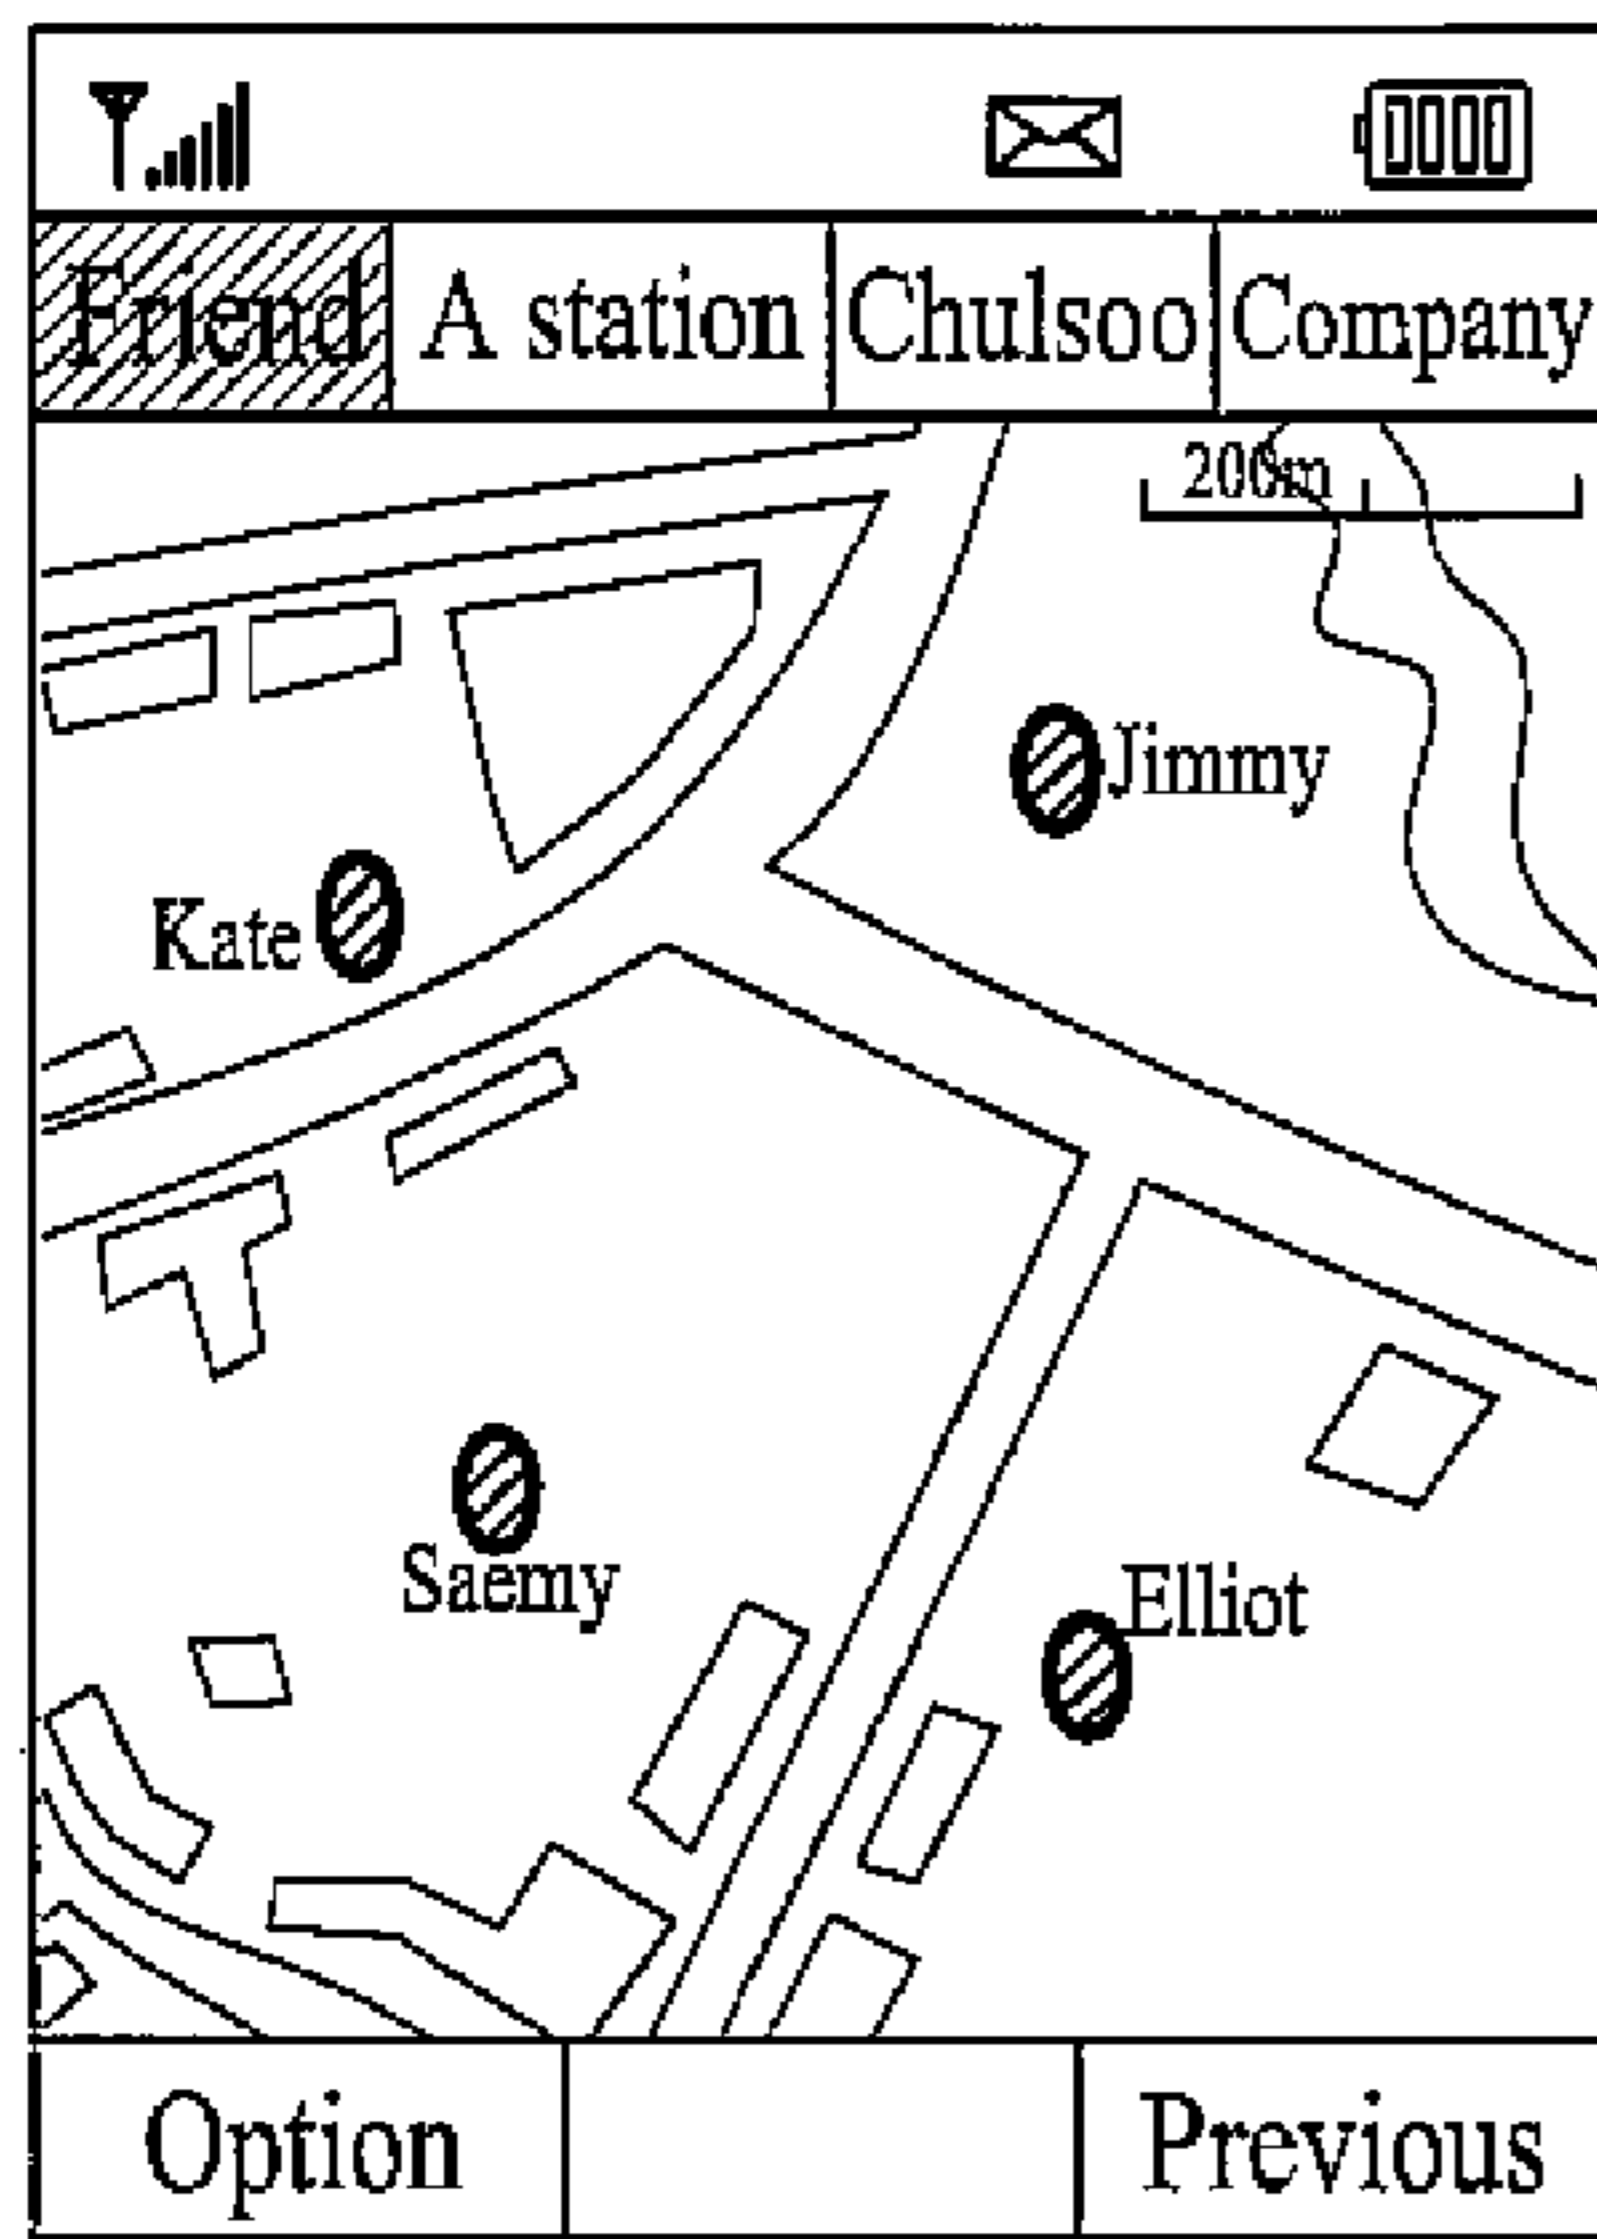 Friend A station Chulsoo Company
200m
Jimmy
Kate
Saemy
Elliot
Option Previous